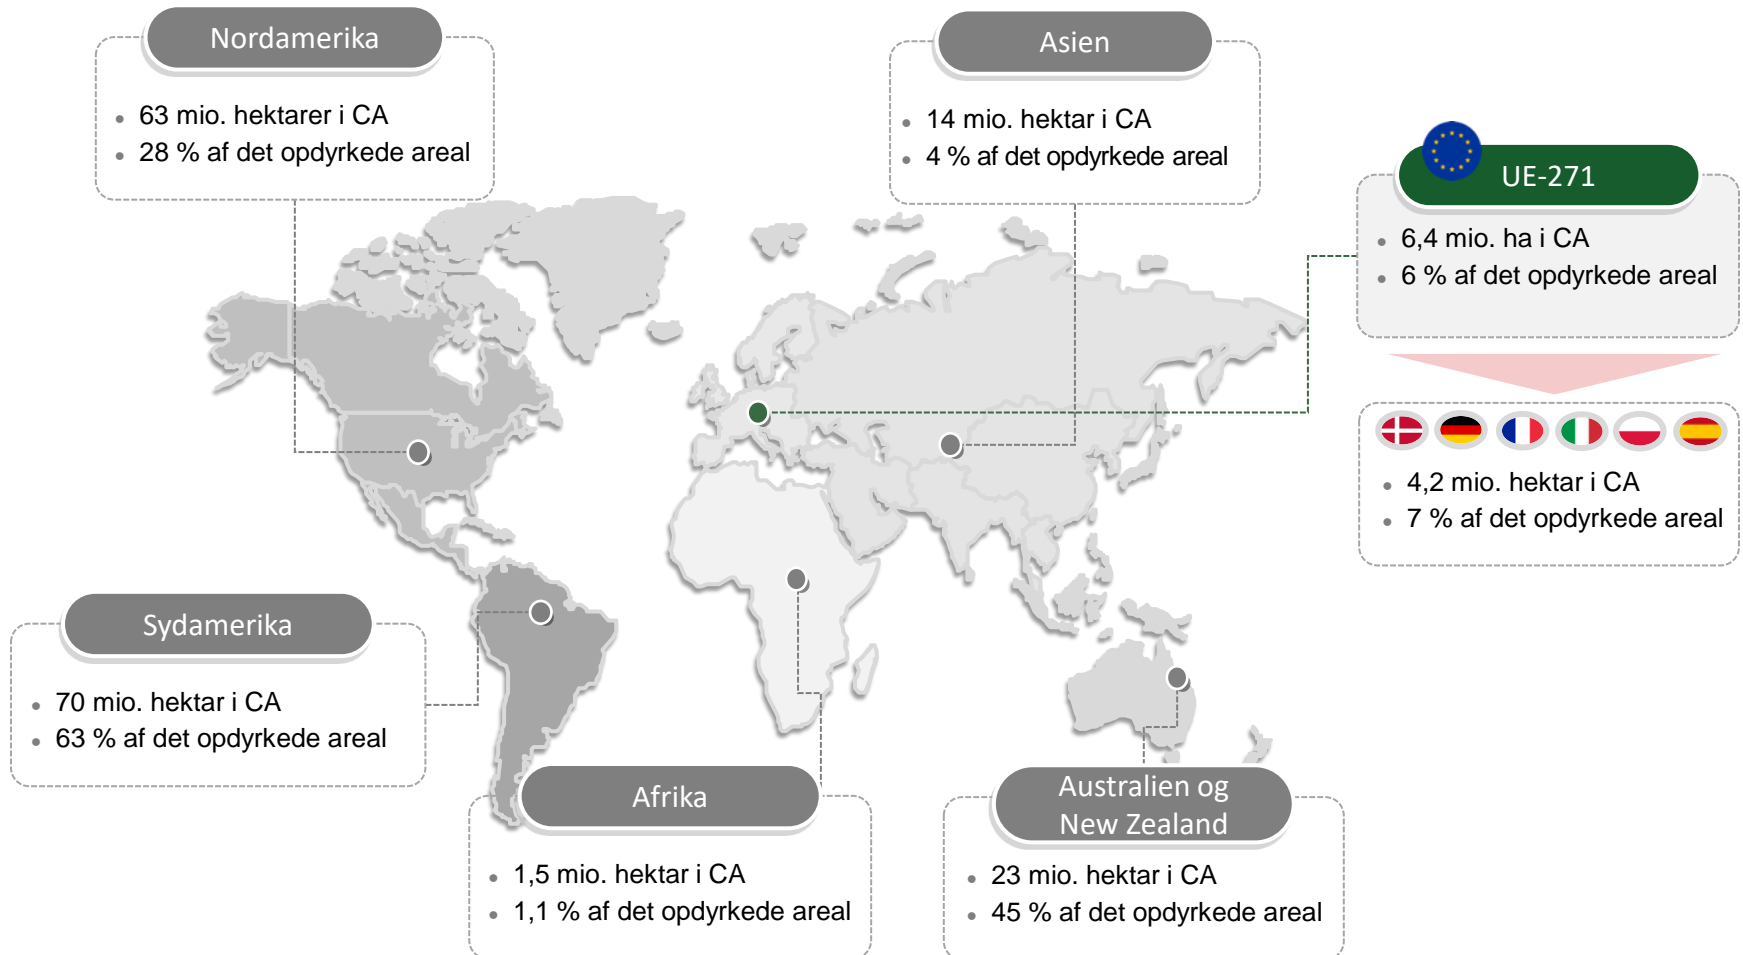 Nordamerika
63 mio. hektarer i CA
28 % af det opdyrkede areal
Asien
14 mio. hektar i CA
4 % af det opdyrkede areal
UE-271
6,4 mio. ha i CA
6 % af det opdyrkede areal
4,2 mio. hektar i CA
7 % af det opdyrkede areal
Sydamerika
70 mio. hektar i CA
63 % af det opdyrkede areal
Afrika
1,5 mio. hektar i CA
1,1 % af det opdyrkede areal
Australien og
New Zealand
23 mio. hektar i CA
45 % af det opdyrkede areal